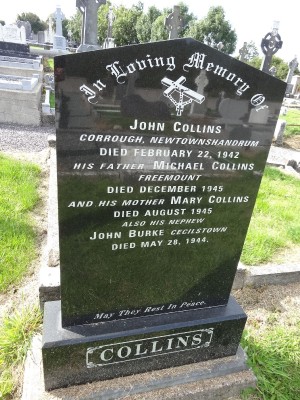 In Loving Memory Of
JOHN COLLINS
CORROUGH, NEWTOWNSHANDRUM
DIED FEBRUARY 22, 1942
HIS FATHER MICHAEL COLLINS
FREEMOUNT
DIED DECEMBER 1945
AND HIS MOTHER MARY COLLINS
DIED AUGUST 1945
ALSO HIS NEPHEW
JOHN BURKE CECILSTOWN
DIED MAY 28, 1944.
May They Rest In Peace.
COLLINS